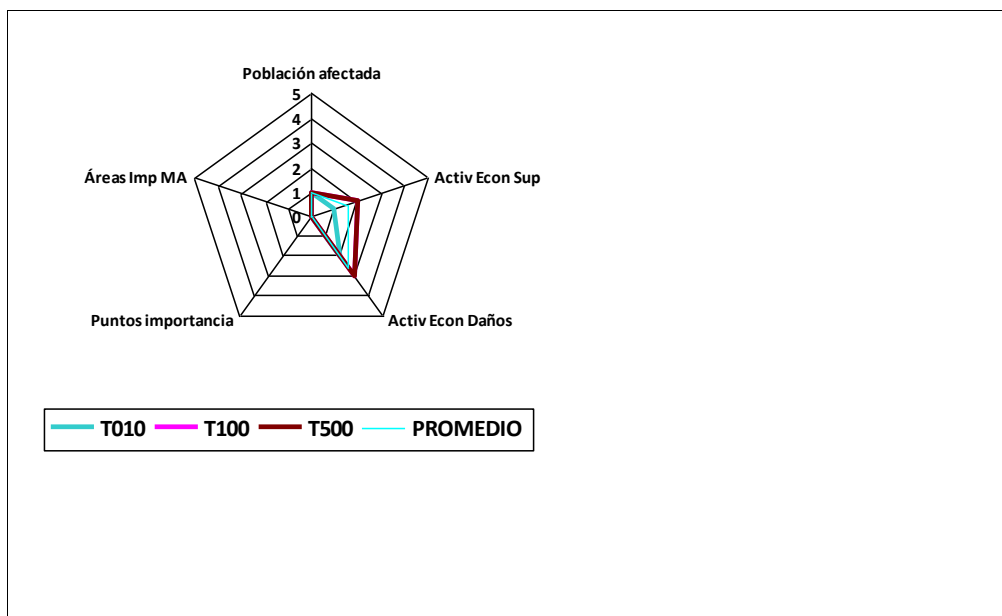 Población afectada
5
4
3
2
1
0
Áreas Imp MA
Activ Econ Sup
Puntos importancia
Activ Econ Daños
T010 T100 T500 PROMEDIO